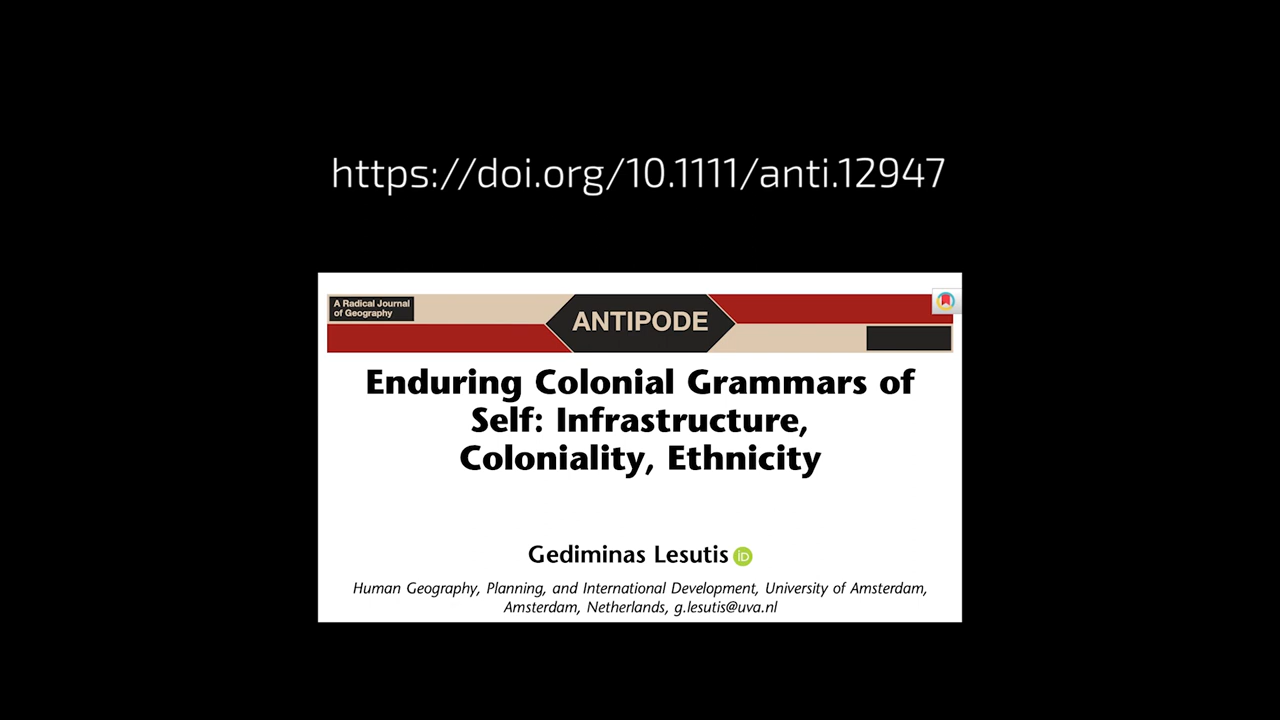 https://doi.org/10.1111/anti.12947
A Radical Journal
of Geography
ANTIPODE
Enduring Colonial Grammars of
Self: Infrastructure,
Coloniality, Ethnicity
Gediminas Lesutis iD
Human Geography, Planning, and International Development, University of Amsterdam,
Amsterdam, Netherlands, g.lesutis@uva.nl